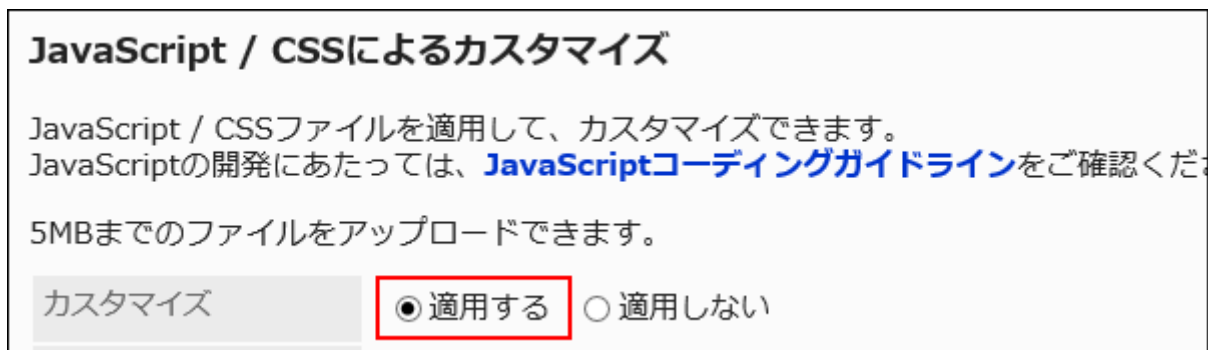 JavaScript / CSSによるカスタマイズ
JavaScript / CSSファイルを適用して、カスタマイズできます。
JavaScriptの開発にあたっては、JavaScriptコーディングガイドラインをご確認くだ
5MBまでのファイルをアップロードできます。
カスタマイズ 適用する 適用しない